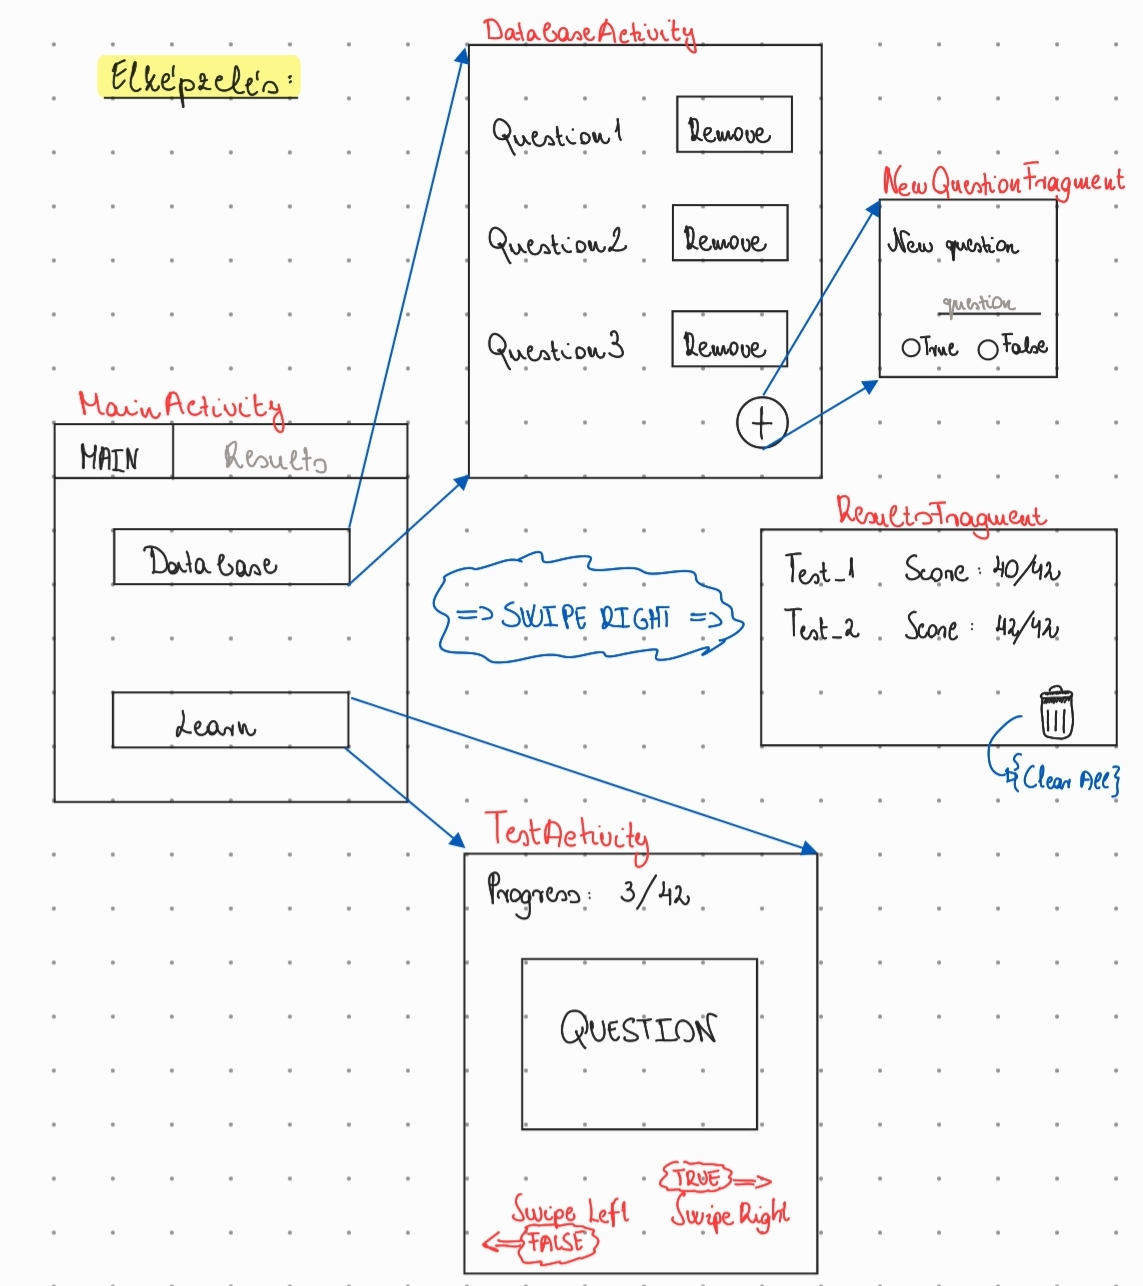 Elképzelés:
DatabaseActivity
Question1 Remove
Question2 Remove
Question3 Remove
+
NewQuestionFragment
New question
question
True False
MainActivity
MAIN Results
Database
Learn
=> SWIPE RIGHT =>
ResultsFragment
Test_1 Score: 40/42
Test_2 Score: 42/42
{Clear All}
TestActivity
Progress: 3/42
QUESTION
TRUE =>
Swipe Right
Swipe Left
<= FALSE